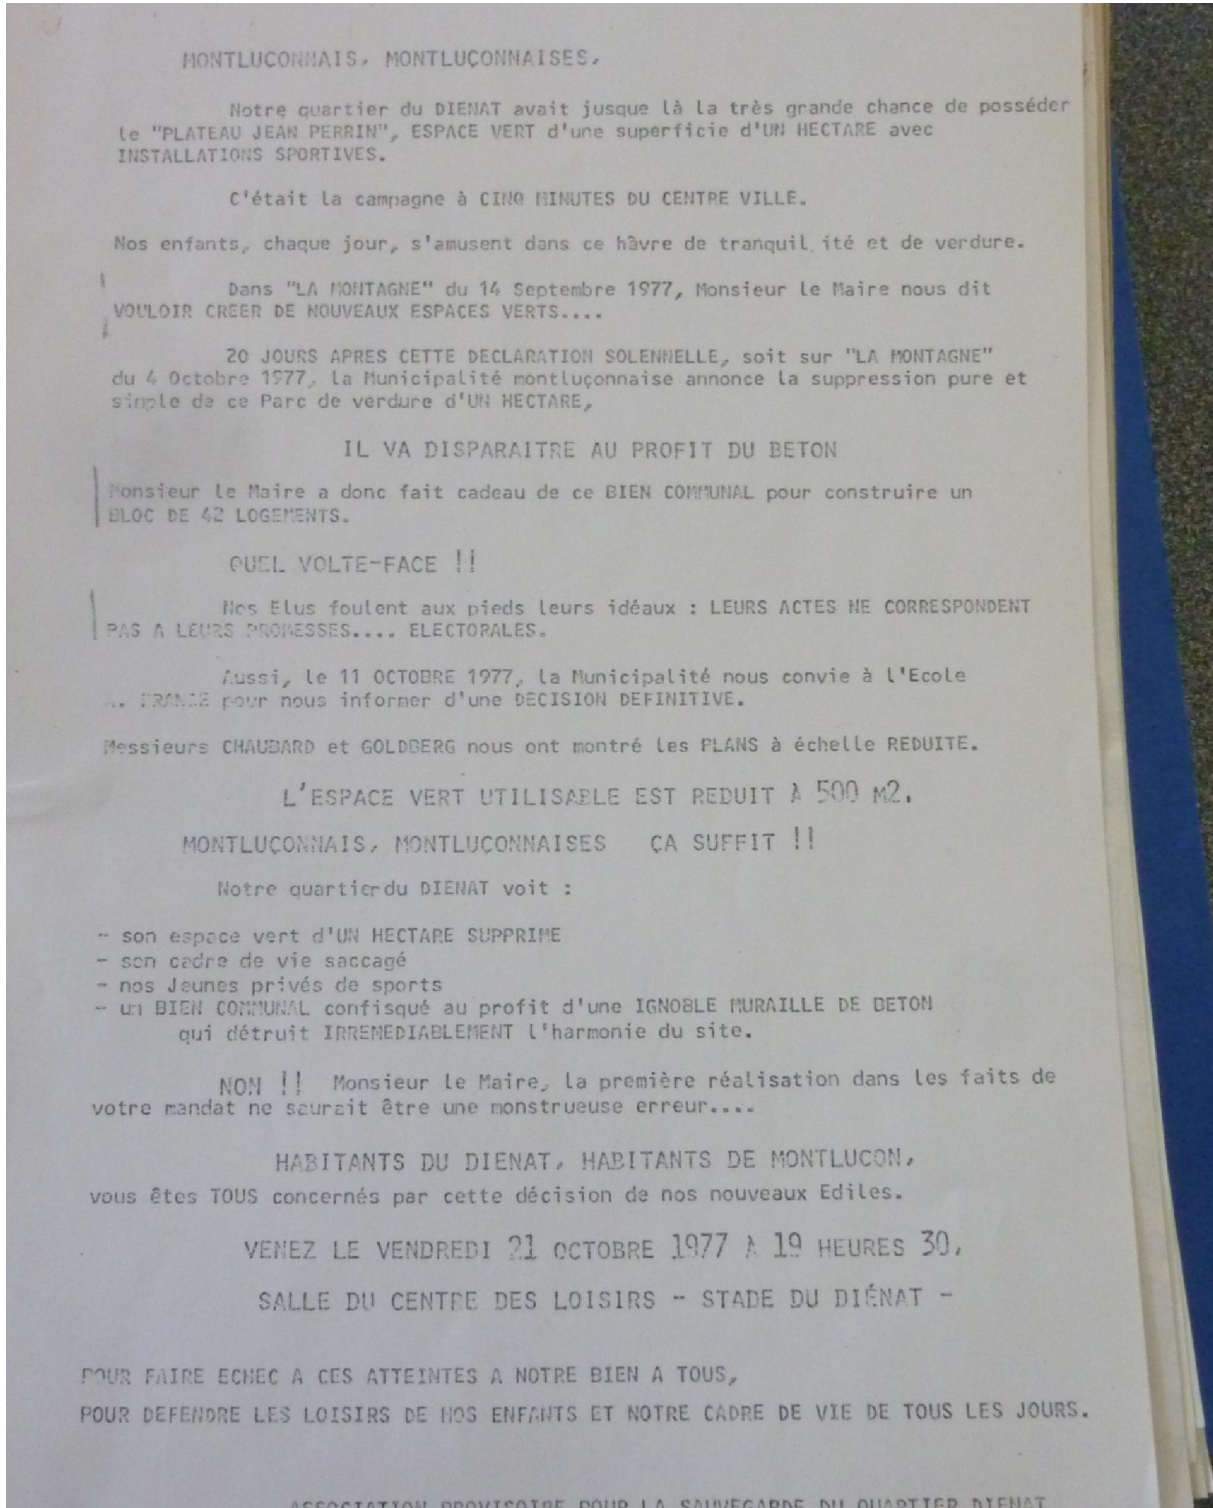 MONTLUCONNAIS, MONTLUÇONNAISES,
Notre quartier du DIENAT avait jusque là la très grande chance de posséder
le "PLATEAU JEAN PERRIN", ESPACE VERT d'une superficie d'UN HECTARE avec
INSTALLATIONS SPORTIVES.
C'était la campagne à CINQ MINUTES DU CENTRE VILLE.
Nos enfants, chaque jour, s'amusent dans ce hâvre de tranquil ité et de verdure.
Dans "LA MONTAGNE" du 14 Septembre 1977, Monsieur le Maire nous dit
VOULOIR CREER DE NOUVEAUX ESPACES VERTS....
20 JOURS APRES CETTE DECLARATION SOLENNELLE, soit sur "LA MONTAGNE"
du 4 Octobre 1977, la Municipalité montluçonnaise annonce la suppression pure et
simple de ce Parc de verdure d'UN HECTARE,
IL VA DISPARAITRE AU PROFIT DU BETON
Monsieur le Maire a donc fait cadeau de ce BIEN COMMUNAL pour construire un
BLOC DE 42 LOGEMENTS.
QUEL VOLTE-FACE !!
Nos Elus foulent aux pieds leurs idéaux : LEURS ACTES NE CORRESPONDENT
PAS A LEURS PROMESSES.... ELECTORALES.
Aussi, le 11 OCTOBRE 1977, la Municipalité nous convie à l'Ecole
A. FRANCE pour nous informer d'une DECISION DEFINITIVE.
Messieurs CHAUBARD et GOLDBERG nous ont montré les PLANS à échelle REDUITE.
L'ESPACE VERT UTILISABLE EST REDUIT À 500 M2.
MONTLUÇONNAIS, MONTLUÇONNAISES ÇA SUFFIT !!
Notre quartier du DIENAT voit :
- son espace vert d'UN HECTARE SUPPRIME
- son cadre de vie saccagé
- nos Jeunes privés de sports
- un BIEN COMMUNAL confisqué au profit d'une IGNOBLE MURAILLE DE BETON
qui détruit IRREMEDIABLEMENT l'harmonie du site.
NON !! Monsieur le Maire, la première réalisation dans les faits de
votre mandat ne saurait être une monstrueuse erreur....
HABITANTS DU DIENAT, HABITANTS DE MONTLUCON,
vous êtes TOUS concernés par cette décision de nos nouveaux Ediles.
VENEZ LE VENDREDI 21 OCTOBRE 1977 À 19 HEURES 30,
SALLE DU CENTRE DES LOISIRS - STADE DU DIÉNAT -
POUR FAIRE ECHEC A CES ATTEINTES A NOTRE BIEN A TOUS,
POUR DEFENDRE LES LOISIRS DE NOS ENFANTS ET NOTRE CADRE DE VIE DE TOUS LES JOURS.
ASSOCIATION PROVISOIRE POUR LA SAUVEGARDE DU QUARTIER DIENAT